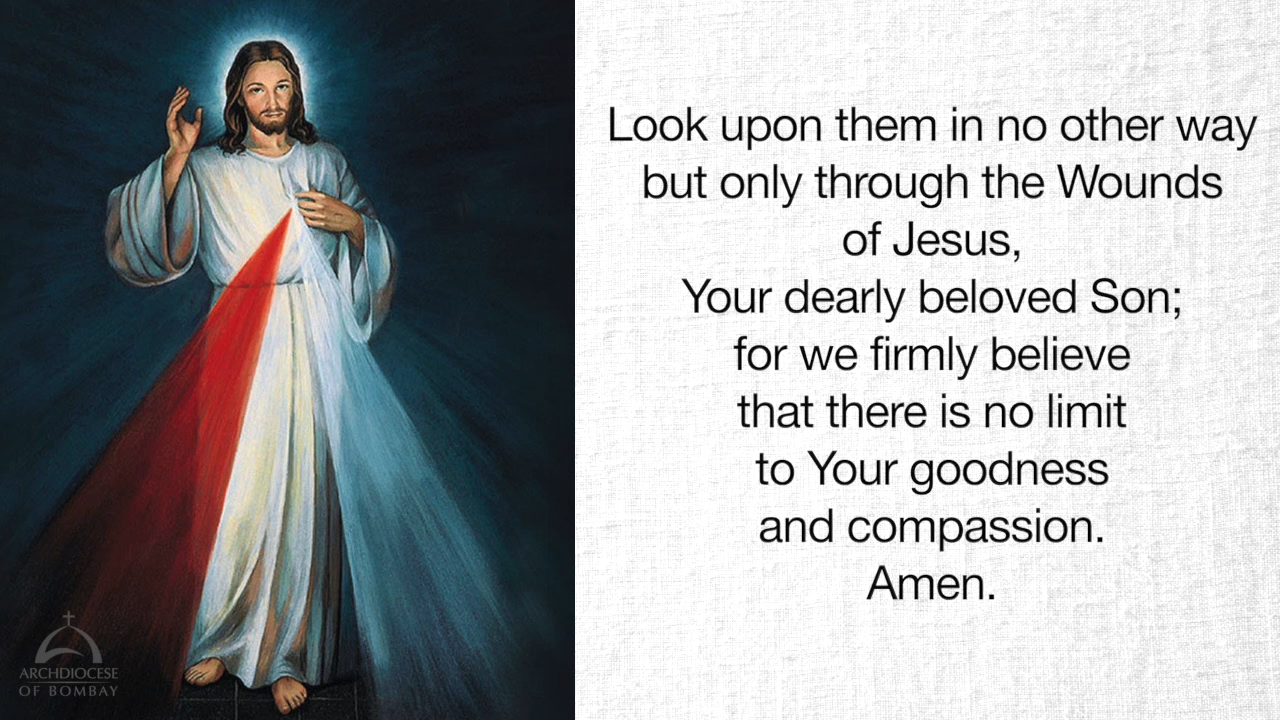 Look upon them in no other way
but only through the Wounds
of Jesus,
Your dearly beloved Son;
for we firmly believe
that there is no limit
to Your goodness
and compassion.
Amen.
ARCHDIOCESE
OF BOMBAY